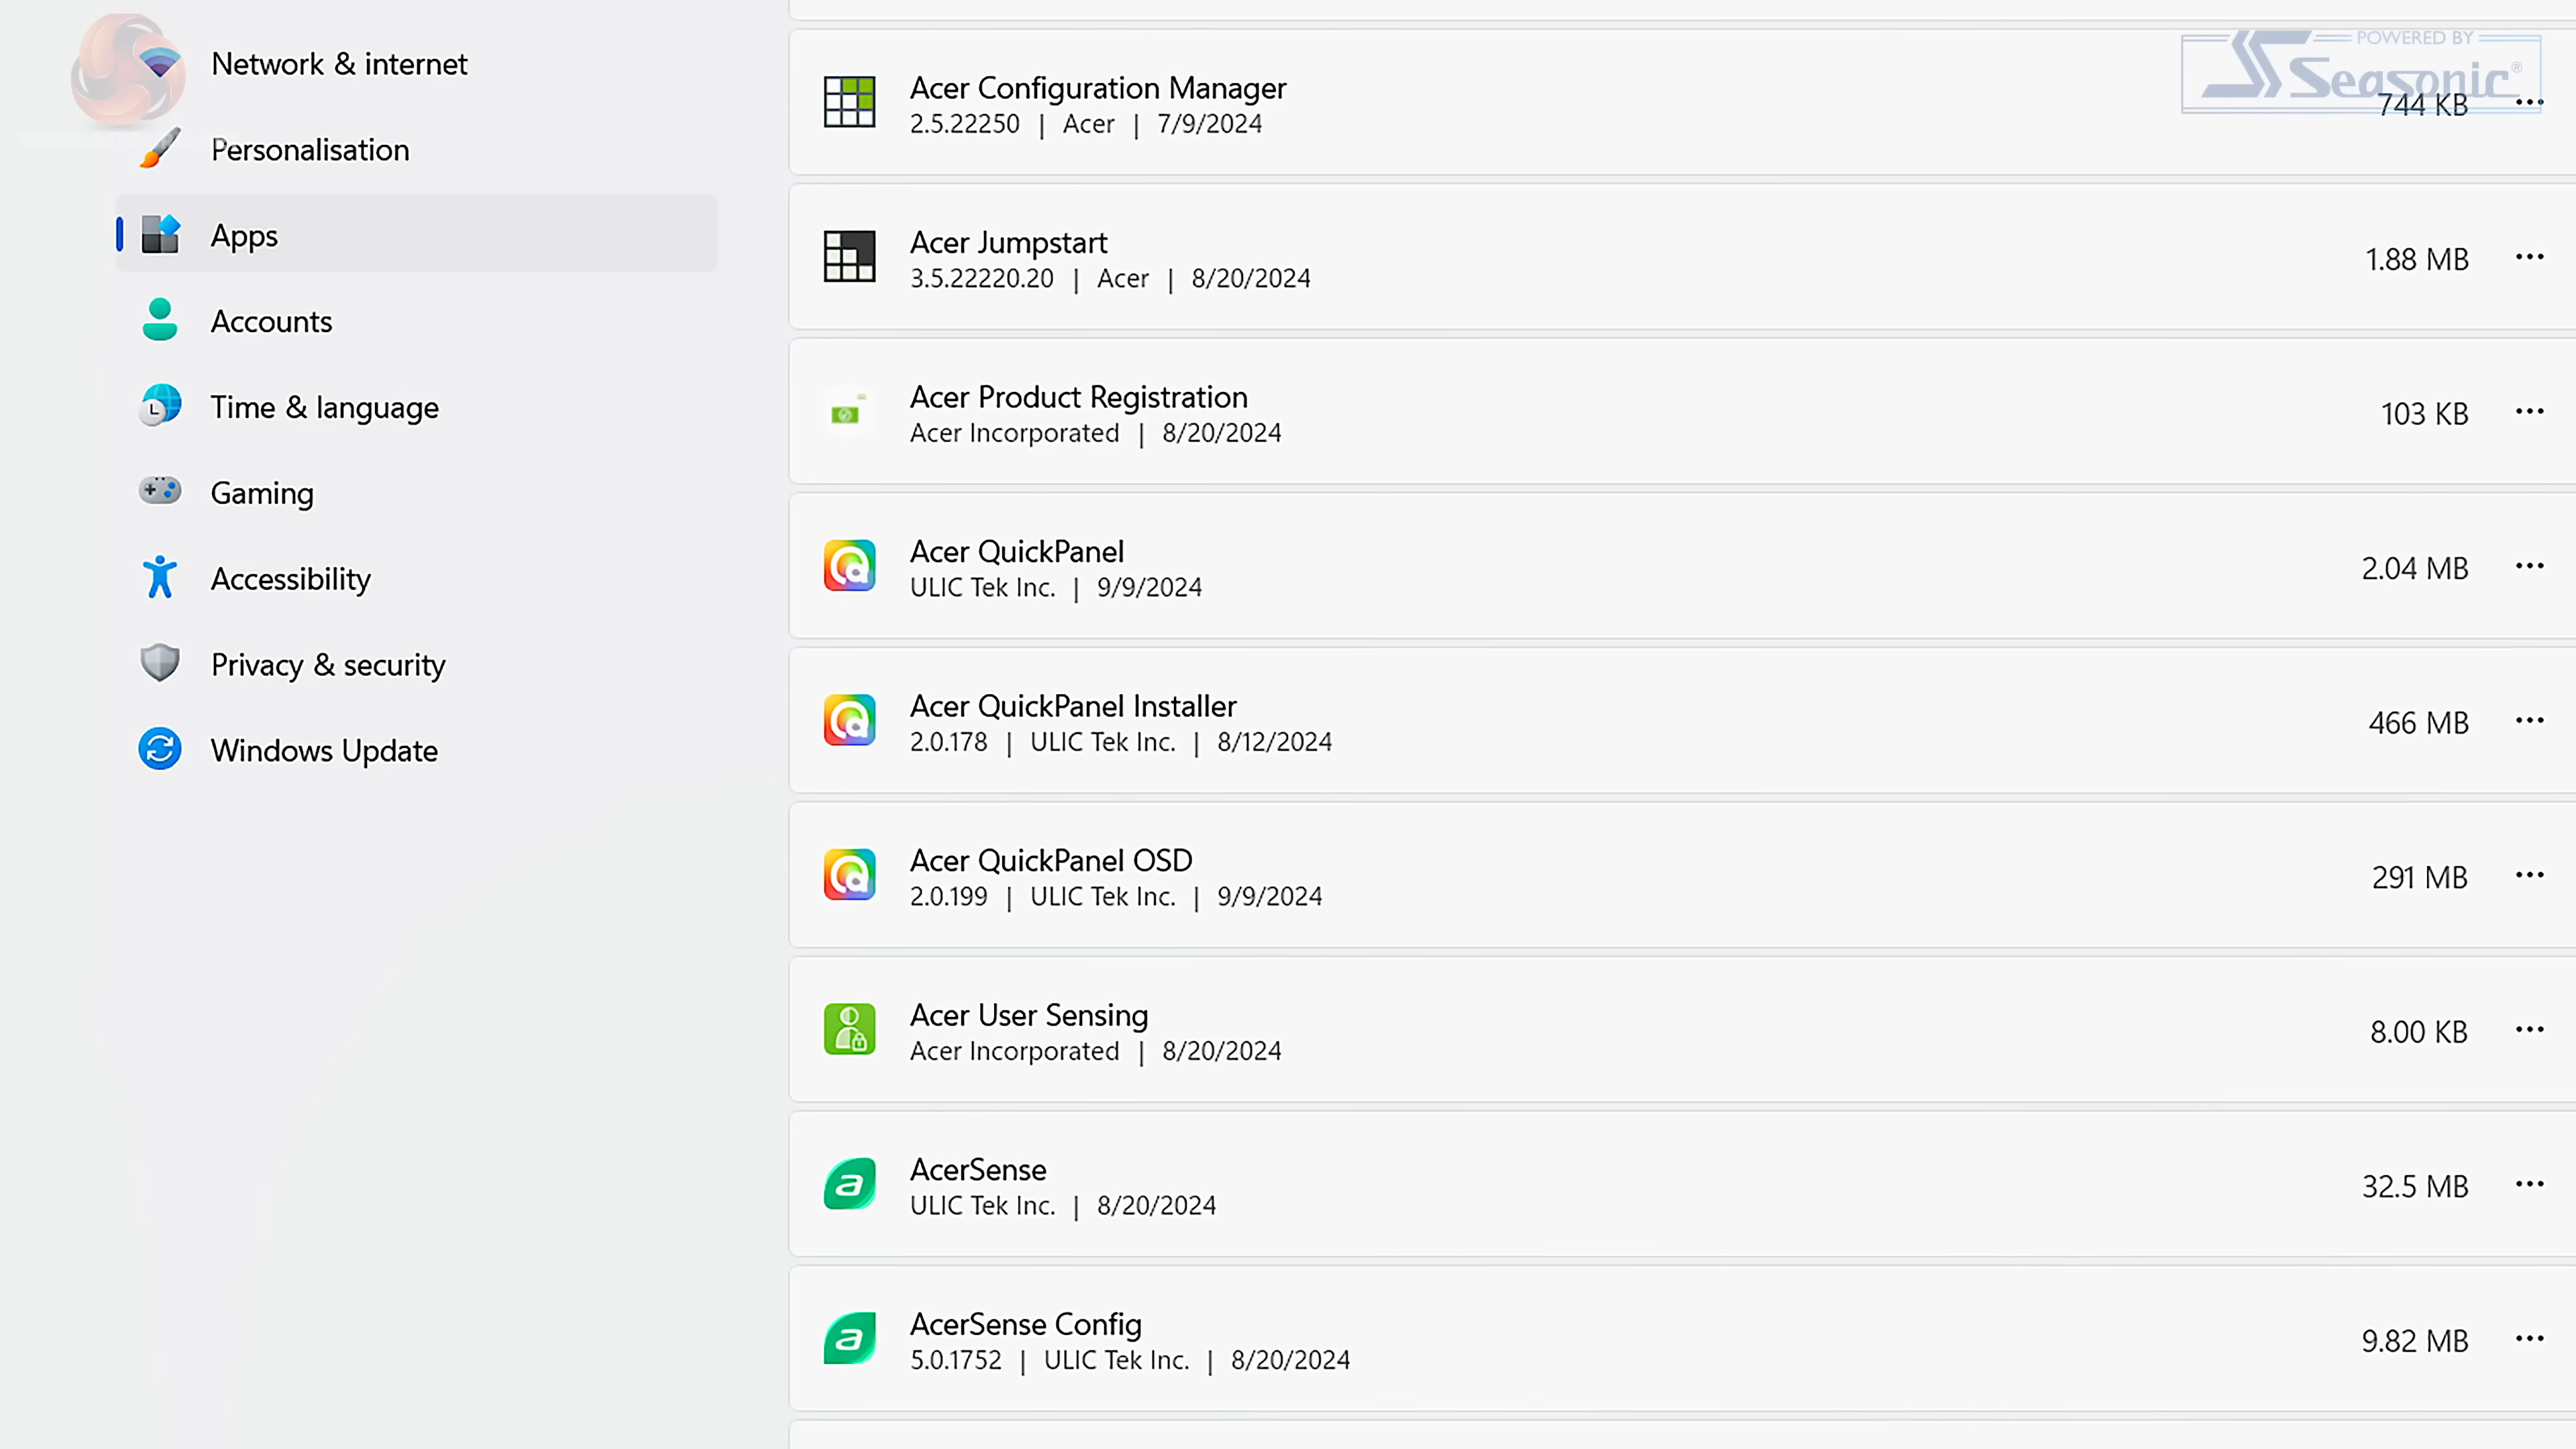 Network & internet
Personalisation
Apps
Accounts
Time & language
Gaming
Accessibility
Privacy & security
Windows Update
POWERED BY
Seasonic®
Acer Configuration Manager
2.5.22250 | Acer | 7/9/2024
744 KB
Acer Jumpstart
3.5.22220.20 | Acer | 8/20/2024
1.88 MB
Acer Product Registration
Acer Incorporated | 8/20/2024
103 KB
Acer QuickPanel
ULIC Tek Inc. | 9/9/2024
2.04 MB
Acer QuickPanel Installer
2.0.178 | ULIC Tek Inc. | 8/12/2024
466 MB
Acer QuickPanel OSD
2.0.199 | ULIC Tek Inc. | 9/9/2024
291 MB
Acer User Sensing
Acer Incorporated | 8/20/2024
8.00 KB
AcerSense
ULIC Tek Inc. | 8/20/2024
32.5 MB
AcerSense Config
5.0.1752 | ULIC Tek Inc. | 8/20/2024
9.82 MB